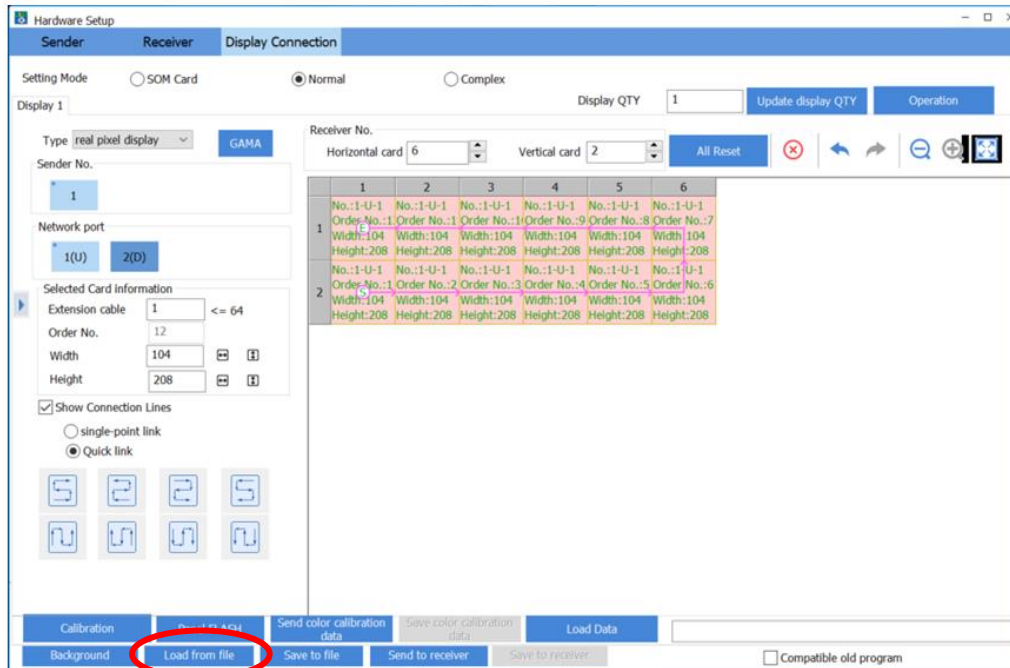 Hardware Setup
Sender Receiver Display Connection
Setting Mode SOM Card Normal Complex
Display 1 Display QTY 1 Update display QTY Operation
Type real pixel display GAMA
Receiver No.
Horizontal card 6 Vertical card 2 All Reset
Sender No.
1
Network port
1(U) 2(D)
Selected Card information
Extension cable 1 <= 64
Order No. 12
Width 104
Height 208
Show Connection Lines
single-point link
Quick link
1 2 3 4 5 6
1
No.:1-U-1 No.:1-U-1 No.:1-U-1 No.:1-U-1 No.:1-U-1 No.:1-U-1
Order No.:1 Order No.:1 Order No.:1( Order No.:9 Order No.:8 Order No.:7
E
Width:104 Width:104 Width:104 Width:104 Width:104 Width:104
Height:208 Height:208 Height:208 Height:208 Height:208 Height:208
2
No.:1-U-1 No.:1-U-1 No.:1-U-1 No.:1-U-1 No.:1-U-1 No.:1-U-1
Order No.:1 Order No.:2 Order No.:3 Order No.:4 Order No.:5 Order No.:6
S
Width:104 Width:104 Width:104 Width:104 Width:104 Width:104
Height:208 Height:208 Height:208 Height:208 Height:208 Height:208
Calibration FLASH Send color calibration data Save color calibration data Load Data
Background Load from file Save to file Send to receiver Save to receiver Compatible old program